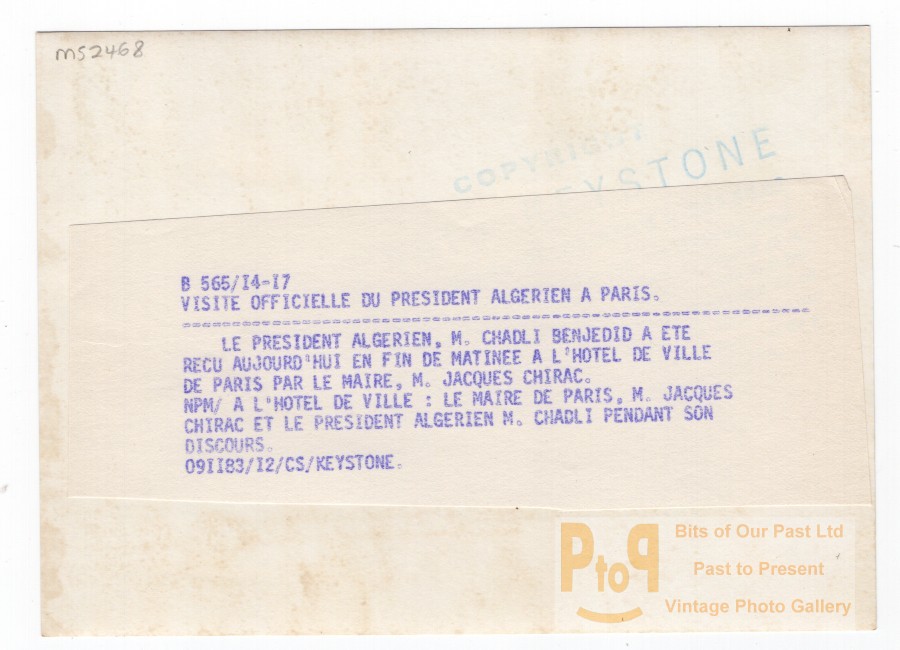 ms2468
COPYRIGHT
KEYSTONE
B 565/I4-I7
VISITE OFFICIELLE DU PRESIDENT ALGERIEN A PARIS.
LE PRESIDENT ALGERIEN, M. CHADLI BENJEDID A ETE
RECU AUJOURD'HUI EN FIN DE MATINEE A L'HOTEL DE VILLE
DE PARIS PAR LE MAIRE, M. JACQUES CHIRAC.
NPM/ A L'HOTEL DE VILLE : LE MAIRE DE PARIS, M. JACQUES
CHIRAC ET LE PRESIDENT ALGERIEN M. CHADLI PENDANT SON
DISCOURS.
09II83/I2/CS/KEYSTONE.
PtoP
Bits of Our Past Ltd
Past to Present
Vintage Photo Gallery